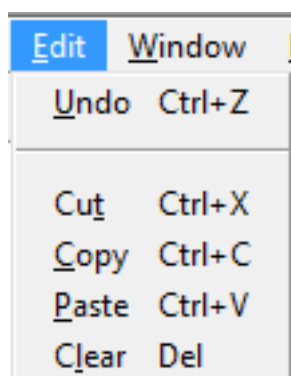 Edit Window
Undo Ctrl+Z
Cut Ctrl+X
Copy Ctrl+C
Paste Ctrl+V
Clear Del